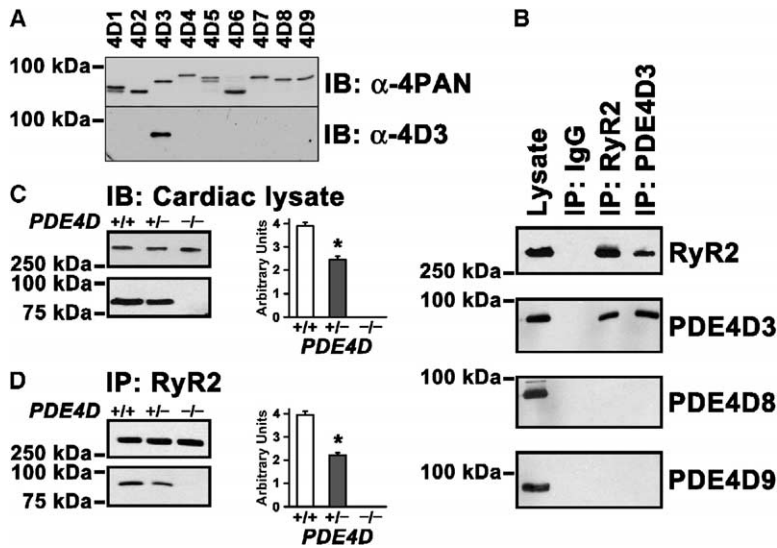 A
4D1 4D2 4D3 4D4 4D5 4D6 4D7 4D8 4D9
100 kDa
IB: α-4PAN
100 kDa
IB: α-4D3
B
Lysate
IP: IgG
IP: RyR2
IP: PDE4D3
RyR2
250 kDa
100 kDa
PDE4D3
100 kDa
PDE4D8
100 kDa
PDE4D9
C
IB: Cardiac lysate
PDE4D +/+ +/– –/–
250 kDa
100 kDa
75 kDa
Arbitrary Units
4
3
2
1
0
*
+/+ +/– –/–
PDE4D
D
IP: RyR2
PDE4D +/+ +/– –/–
250 kDa
100 kDa
75 kDa
Arbitrary Units
4
3
2
1
0
*
+/+ +/– –/–
PDE4D